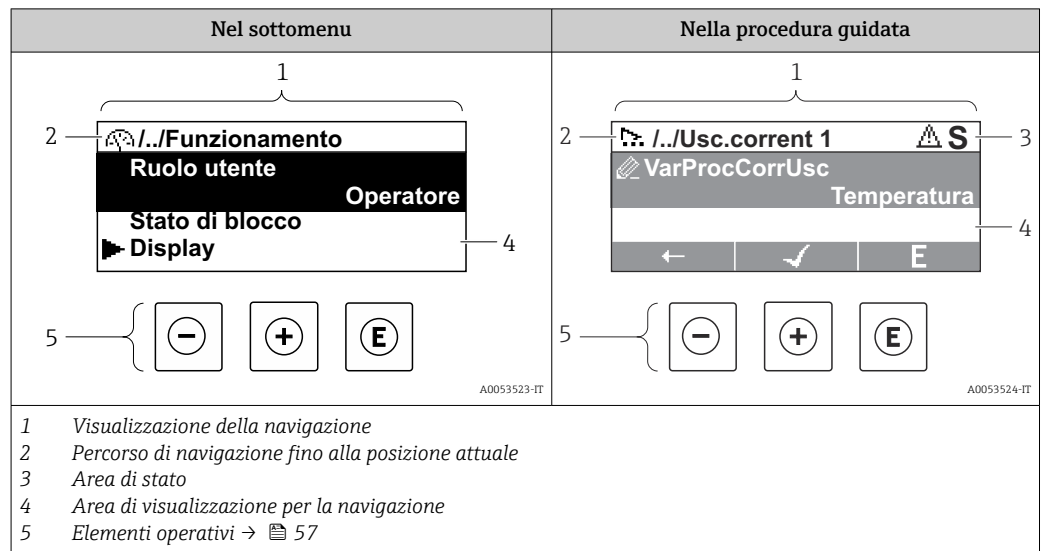 Nel sottomenu
1
2
/../Funzionamento
Ruolo utente
Operatore
Stato di blocco
Display
4
5
- + E
A0053523-IT
Nella procedura guidata
1
2
/../Usc.corrent 1 S
3
VarProcCorrUsc
Temperatura
4
← ✓ E
5
- + E
A0053524-IT
1 Visualizzazione della navigazione
2 Percorso di navigazione fino alla posizione attuale
3 Area di stato
4 Area di visualizzazione per la navigazione
5 Elementi operativi → 57